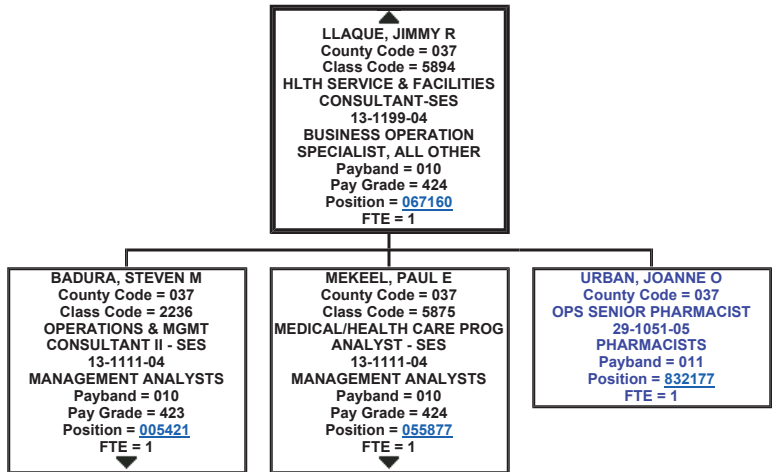 LLAQUE, JIMMY R
County Code = 037
Class Code = 5894
HLTH SERVICE & FACILITIES
CONSULTANT-SES
13-1199-04
BUSINESS OPERATION
SPECIALIST, ALL OTHER
Payband = 010
Pay Grade = 424
Position = 067160
FTE = 1
BADURA, STEVEN M
County Code = 037
Class Code = 2236
OPERATIONS & MGMT
CONSULTANT II - SES
13-1111-04
MANAGEMENT ANALYSTS
Payband = 010
Pay Grade = 423
Position = 005421
FTE = 1
MEKEEL, PAUL E
County Code = 037
Class Code = 5875
MEDICAL/HEALTH CARE PROG
ANALYST - SES
13-1111-04
MANAGEMENT ANALYSTS
Payband = 010
Pay Grade = 424
Position = 055877
FTE = 1
URBAN, JOANNE O
County Code = 037
OPS SENIOR PHARMACIST
29-1051-05
PHARMACISTS
Payband = 011
Position = 832177
FTE = 1